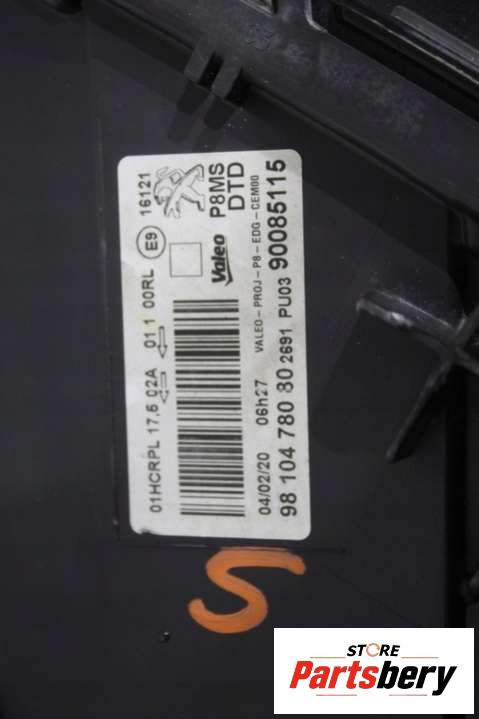 01HCRPL 17,5 02A 01 1 00RL E9 16121
P8MS
DTD
Valeo
04/02/20 06h27 VALEO-PROJ-P8-EDG-CEM00
98 104 780 80 2691 PU03 90085115
S
STORE
Partsbery